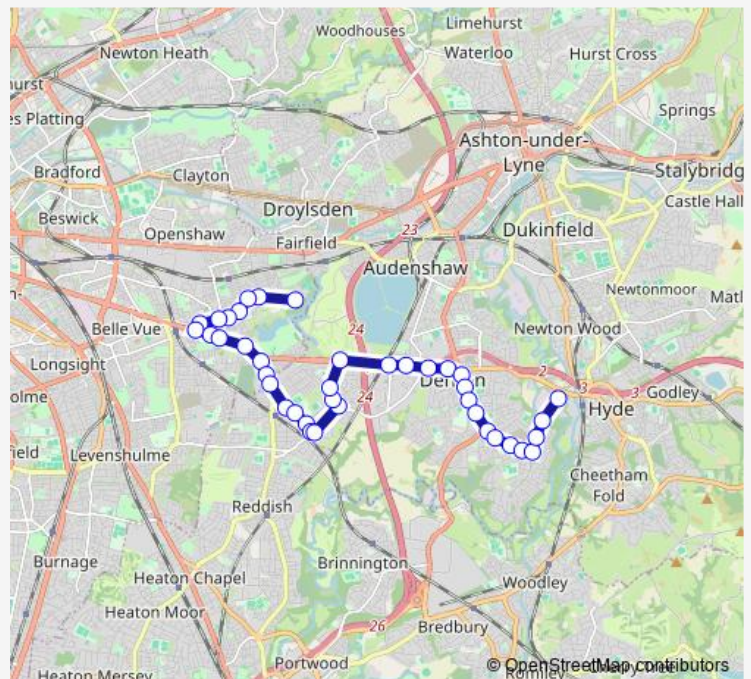 Woodhouses
Limehurst
Newton Heath
Waterloo
Hurst Cross
hurst
es Platting
Springs
Ashton-under-
Lyne
Bradford
Clayton
Stalybridg
Castle Hall
Droylsden
Beswick
Openshaw
Fairfield
23
Dukinfield
Audenshaw
n-
Newtonmoor
Matl
Belle Vue
24
Newton Wood
Longsight
2
3
3
Godley
olme
24
Hyde
field
Levenshulme
Cheetham
Fold
Reddish
Burnage
Brinnington
Heaton Chapel
Woodley
Heaton Moor
26
Bredbury
Portwood
© OpenStreetMap contributors
Heaton Mersey
Romiley